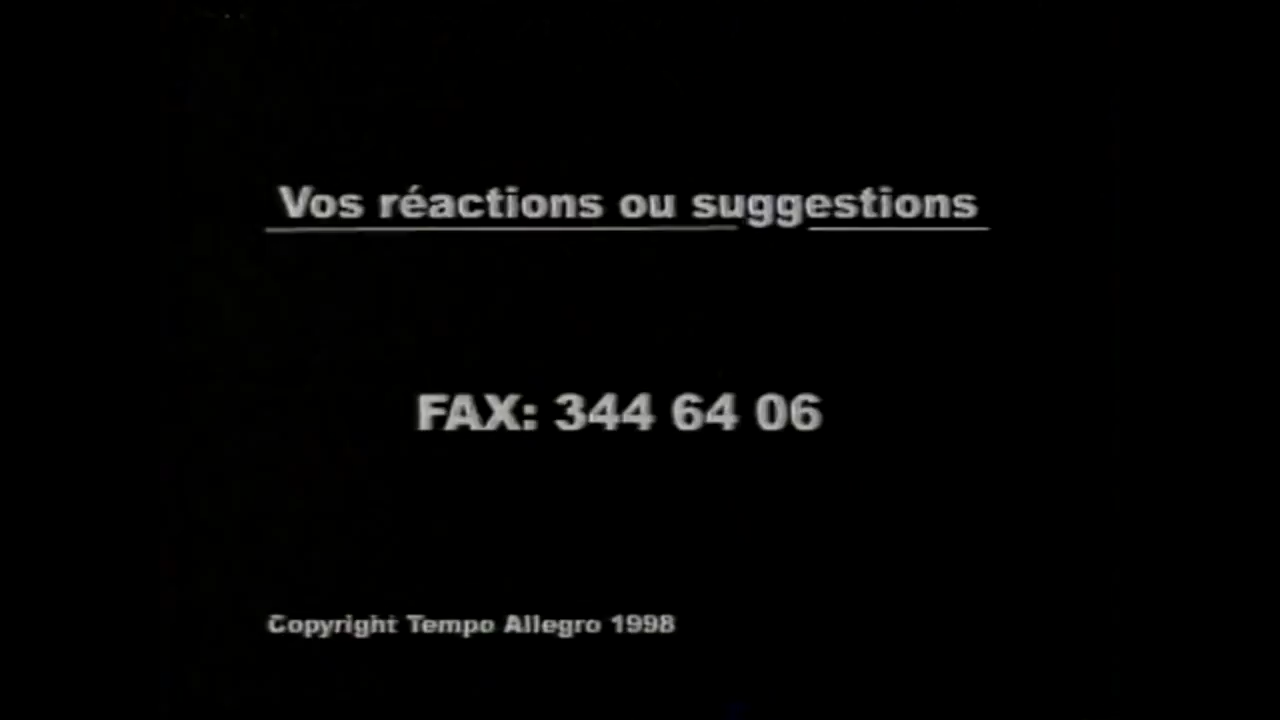 Vos réactions ou suggestions
FAX: 344 64 06
Copyright Tempo Allegro 1998